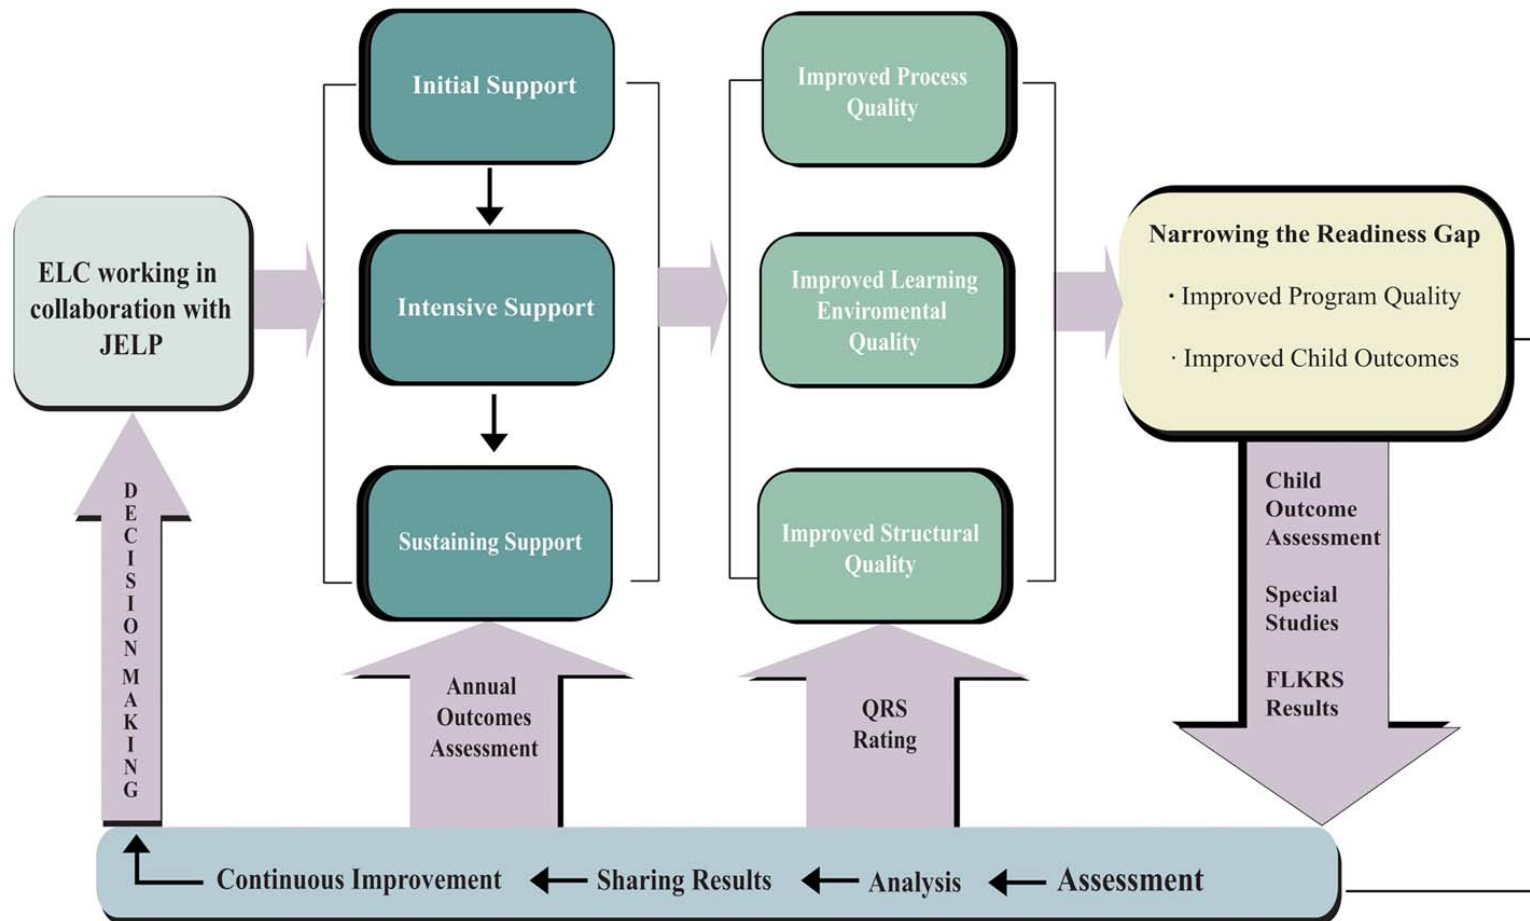 ELC working in
collaboration with
JELP
Initial Support
Intensive Support
Sustaining Support
Improved Process
Quality
Improved Learning
Enviromental
Quality
Improved Structural
Quality
Narrowing the Readiness Gap
· Improved Program Quality
· Improved Child Outcomes
DECISION MAKING
Annual
Outcomes
Assessment
QRS
Rating
Child
Outcome
Assessment
Special
Studies
FLKRS
Results
Continuous Improvement
Sharing Results
Analysis
Assessment